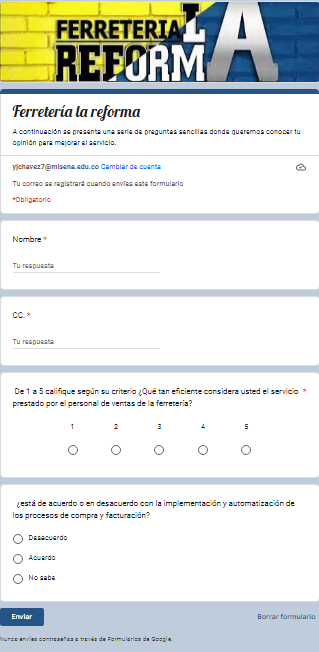 FERRETERIA LA
REFORMA
Ferretería la reforma
A continuación se presenta una serie de preguntas sencillas donde queremos conocer tu
opinión para mejorar el servicio.
yjchavez7@misena.edu.co Cambiar de cuenta
Tu correo se registrará cuando envíes este formulario
*Obligatorio
Nombre *
Tu respuesta
CC. *
Tu respuesta
De 1 a 5 califique según su criterio ¿Qué tan eficiente considera usted el servicio *
prestado por el personal de ventas de la ferretería?
1 2 3 4 5
¿está de acuerdo o en desacuerdo con la implementación y automatización de
los procesos de compra y facturación?
Desacuerdo
Acuerdo
No sabe
Enviar Borrar formulario
Nunca envíes contraseñas a través de Formularios de Google.